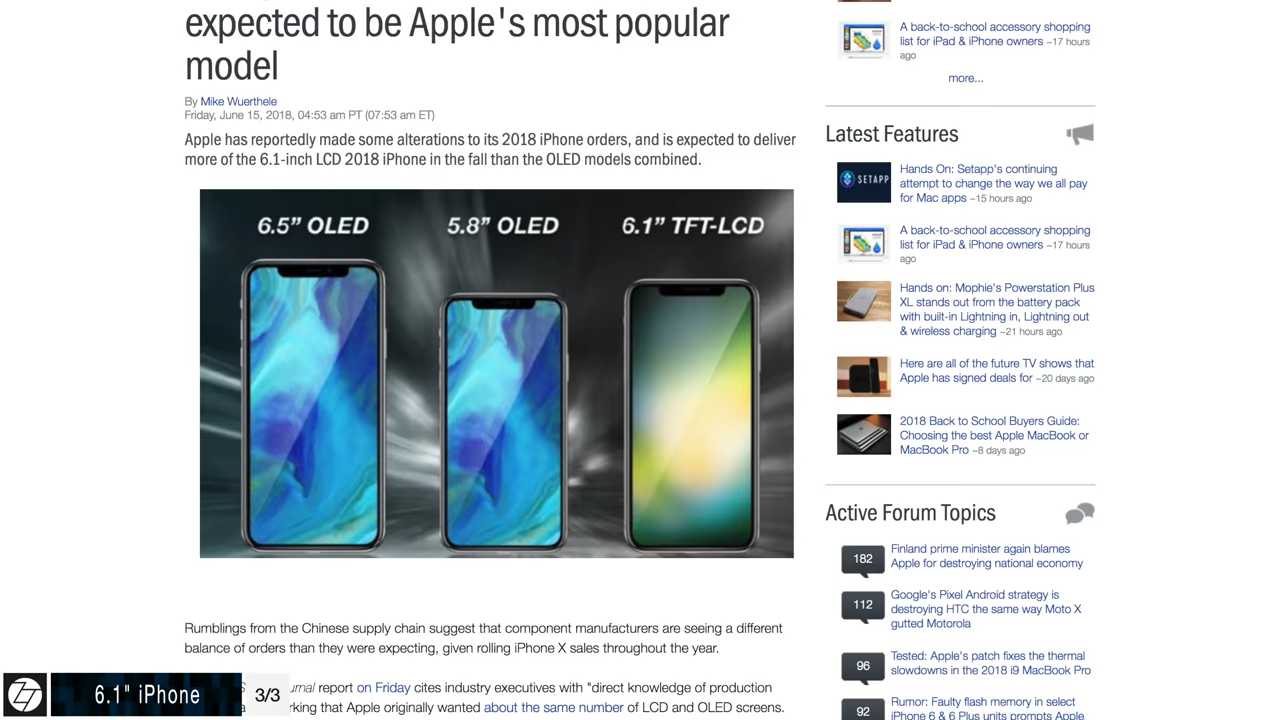 expected to be Apple's most popular
model
By Mike Wuerthele
Friday, June 15, 2018, 04:53 am PT (07:53 am ET)
Apple has reportedly made some alterations to its 2018 iPhone orders, and is expected to deliver
more of the 6.1-inch LCD 2018 iPhone in the fall than the OLED models combined.
6.5” OLED
5.8” OLED
6.1” TFT-LCD
Rumblings from the Chinese supply chain suggest that component manufacturers are seeing a different
balance of orders than they were expecting, given rolling iPhone X sales throughout the year.
report on Friday cites industry executives with "direct knowledge of production
that Apple originally wanted about the same number of LCD and OLED screens.
6.1" iPhone
3/3
A back-to-school accessory shopping
list for iPad & iPhone owners ~17 hours
ago
more...
Latest Features
SETAPP
Hands On: Setapp's continuing
attempt to change the way we all pay
for Mac apps ~15 hours ago
A back-to-school accessory shopping
list for iPad & iPhone owners ~17 hours
ago
Hands on: Mophie's Powerstation Plus
XL stands out from the battery pack
with built-in Lightning in, Lightning out
& wireless charging ~21 hours ago
Here are all of the future TV shows that
Apple has signed deals for ~20 days ago
2018 Back to School Buyers Guide:
Choosing the best Apple MacBook or
MacBook Pro ~8 days ago
Active Forum Topics
182
Finland prime minister again blames
Apple for destroying national economy
112
Google's Pixel Android strategy is
destroying HTC the same way Moto X
gutted Motorola
96
Tested: Apple's patch fixes the thermal
slowdowns in the 2018 i9 MacBook Pro
92
Rumor: Faulty flash memory in select
iPhone 6 & 6 Plus units prompts Apple